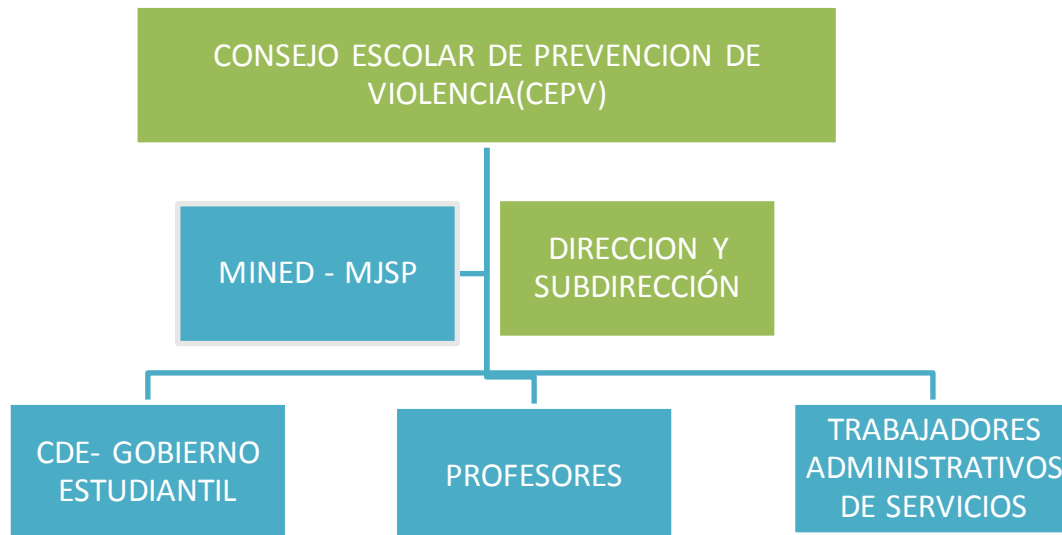 CONSEJO ESCOLAR DE PREVENCION DE
VIOLENCIA(CEPV)
MINED - MJSP
DIRECCION Y
SUBDIRECCIÓN
CDE- GOBIERNO
ESTUDIANTIL
PROFESORES
TRABAJADORES
ADMINISTRATIVOS
DE SERVICIOS